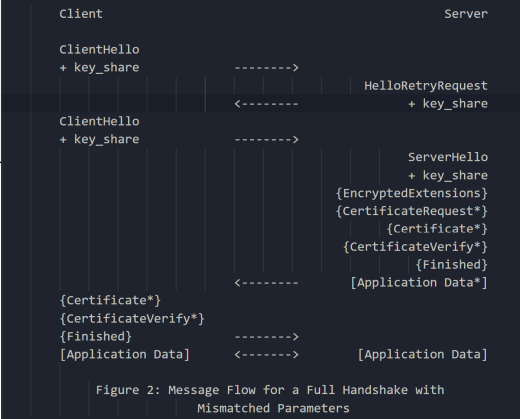 Client Server
ClientHello
+ key_share -------->
HelloRetryRequest
<-------- + key_share
ClientHello
+ key_share -------->
ServerHello
+ key_share
{EncryptedExtensions}
{CertificateRequest*}
{Certificate*}
{CertificateVerify*}
{Finished}
<-------- [Application Data*]
{Certificate*}
{CertificateVerify*}
{Finished} -------->
[Application Data] <-------> [Application Data]
Figure 2: Message Flow for a Full Handshake with
Mismatched Parameters